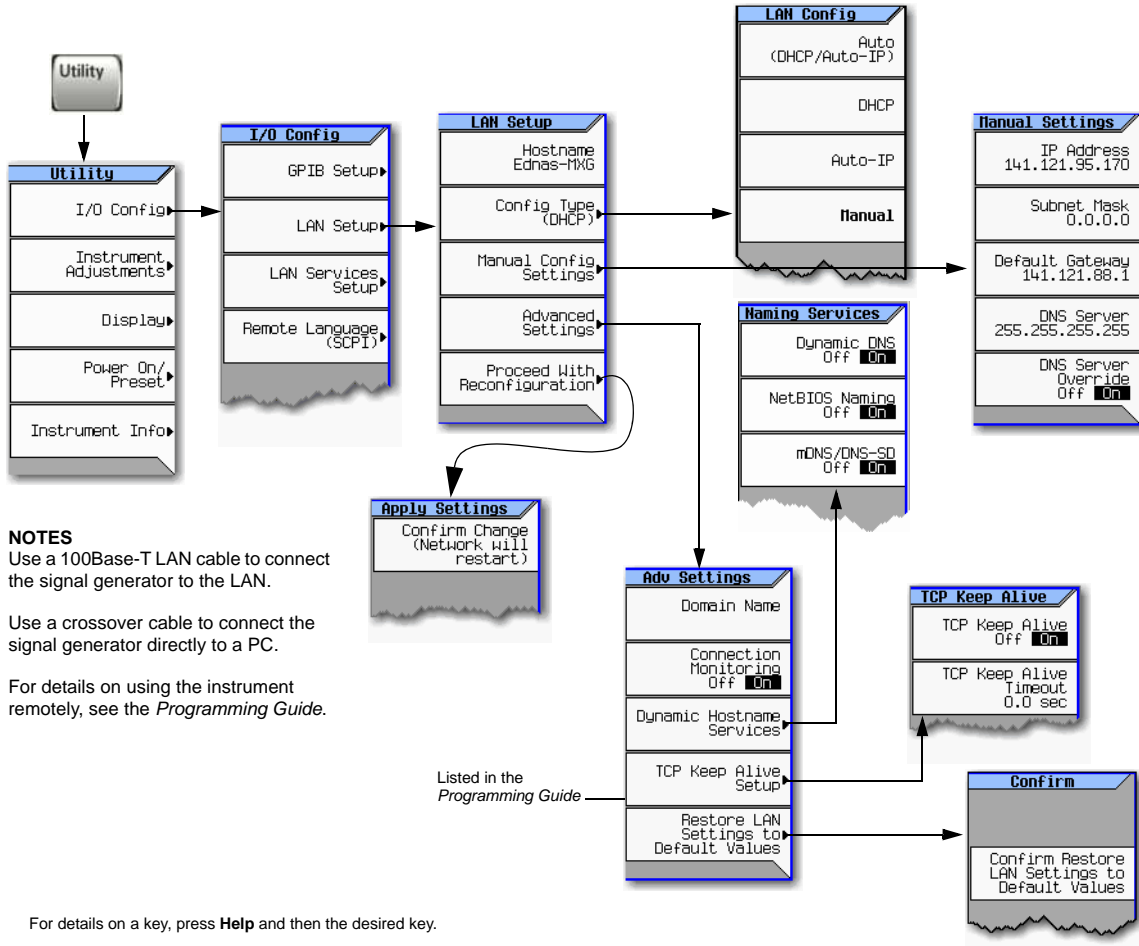 Utility
Utility
I/O Config
Instrument
Adjustments
Display
Power On/
Preset
Instrument Info
I/O Config
GPIB Setup
LAN Setup
LAN Services
Setup
Remote Language
(SCPI)
LAN Setup
Hostname
Ednas-MXG
Config Type
(DHCP)
Manual Config
Settings
Advanced
Settings
Proceed With
Reconfiguration
LAN Config
Auto
(DHCP/Auto-IP)
DHCP
Auto-IP
Manual
Manual Settings
IP Address
141.121.95.170
Subnet Mask
0.0.0.0
Default Gateway
141.121.88.1
DNS Server
255.255.255.255
DNS Server
Override
Off On
Naming Services
Dynamic DNS
Off On
NetBIOS Naming
Off On
mDNS/DNS-SD
Off On
Apply Settings
Confirm Change
(Network will
restart)
NOTES
Use a 100Base-T LAN cable to connect
the signal generator to the LAN.
Use a crossover cable to connect the
signal generator directly to a PC.
For details on using the instrument
remotely, see the Programming Guide.
Adv Settings
Domain Name
Connection
Monitoring
Off On
Dynamic Hostname
Services
TCP Keep Alive
Setup
Restore LAN
Settings to
Default Values
Listed in the
Programming Guide
TCP Keep Alive
TCP Keep Alive
Off On
TCP Keep Alive
Timeout
0.0 sec
Confirm
Confirm Restore
LAN Settings to
Default Values
For details on a key, press Help and then the desired key.